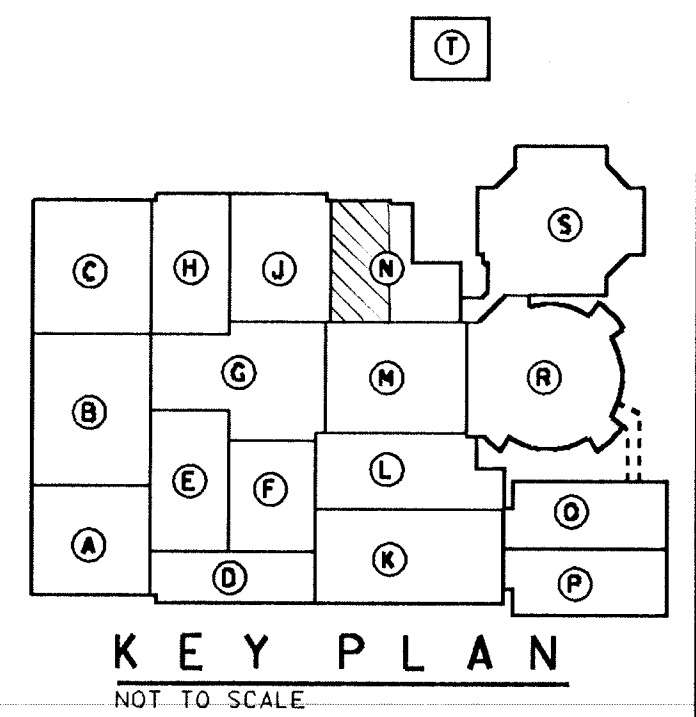 T
S
C H J N
G M R
B
E F L
A D K O
P
KEY PLAN
NOT TO SCALE